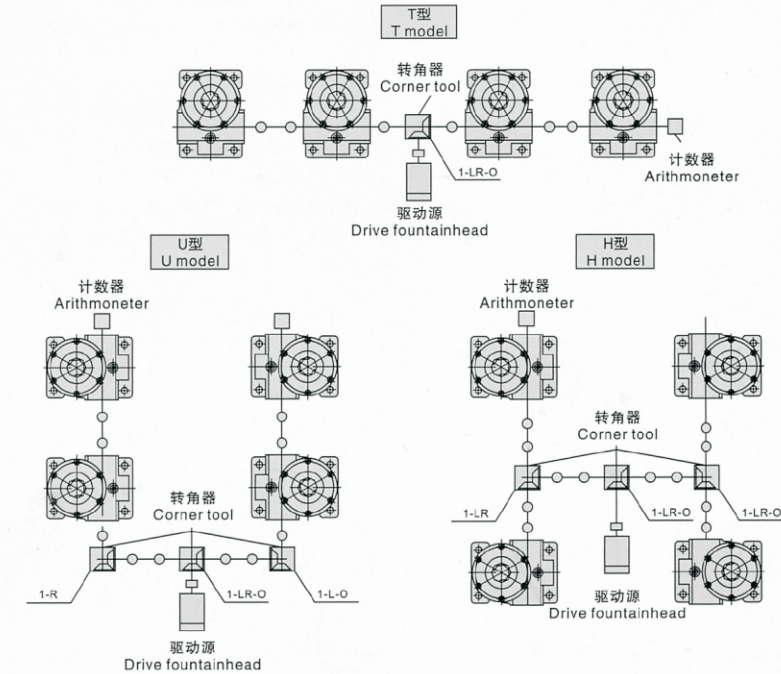 T型
T model
转角器
Corner tool
1-LR-O
计数器
Arithmoneter
驱动源
Drive fountainhead
U型
U model
计数器
Arithmoneter
转角器
Corner tool
1-R
1-LR-O
1-L-O
驱动源
Drive fountainhead
H型
H model
计数器
Arithmoneter
转角器
Corner tool
1-LR
1-LR-O
1-LR-O
驱动源
Drive fountainhead